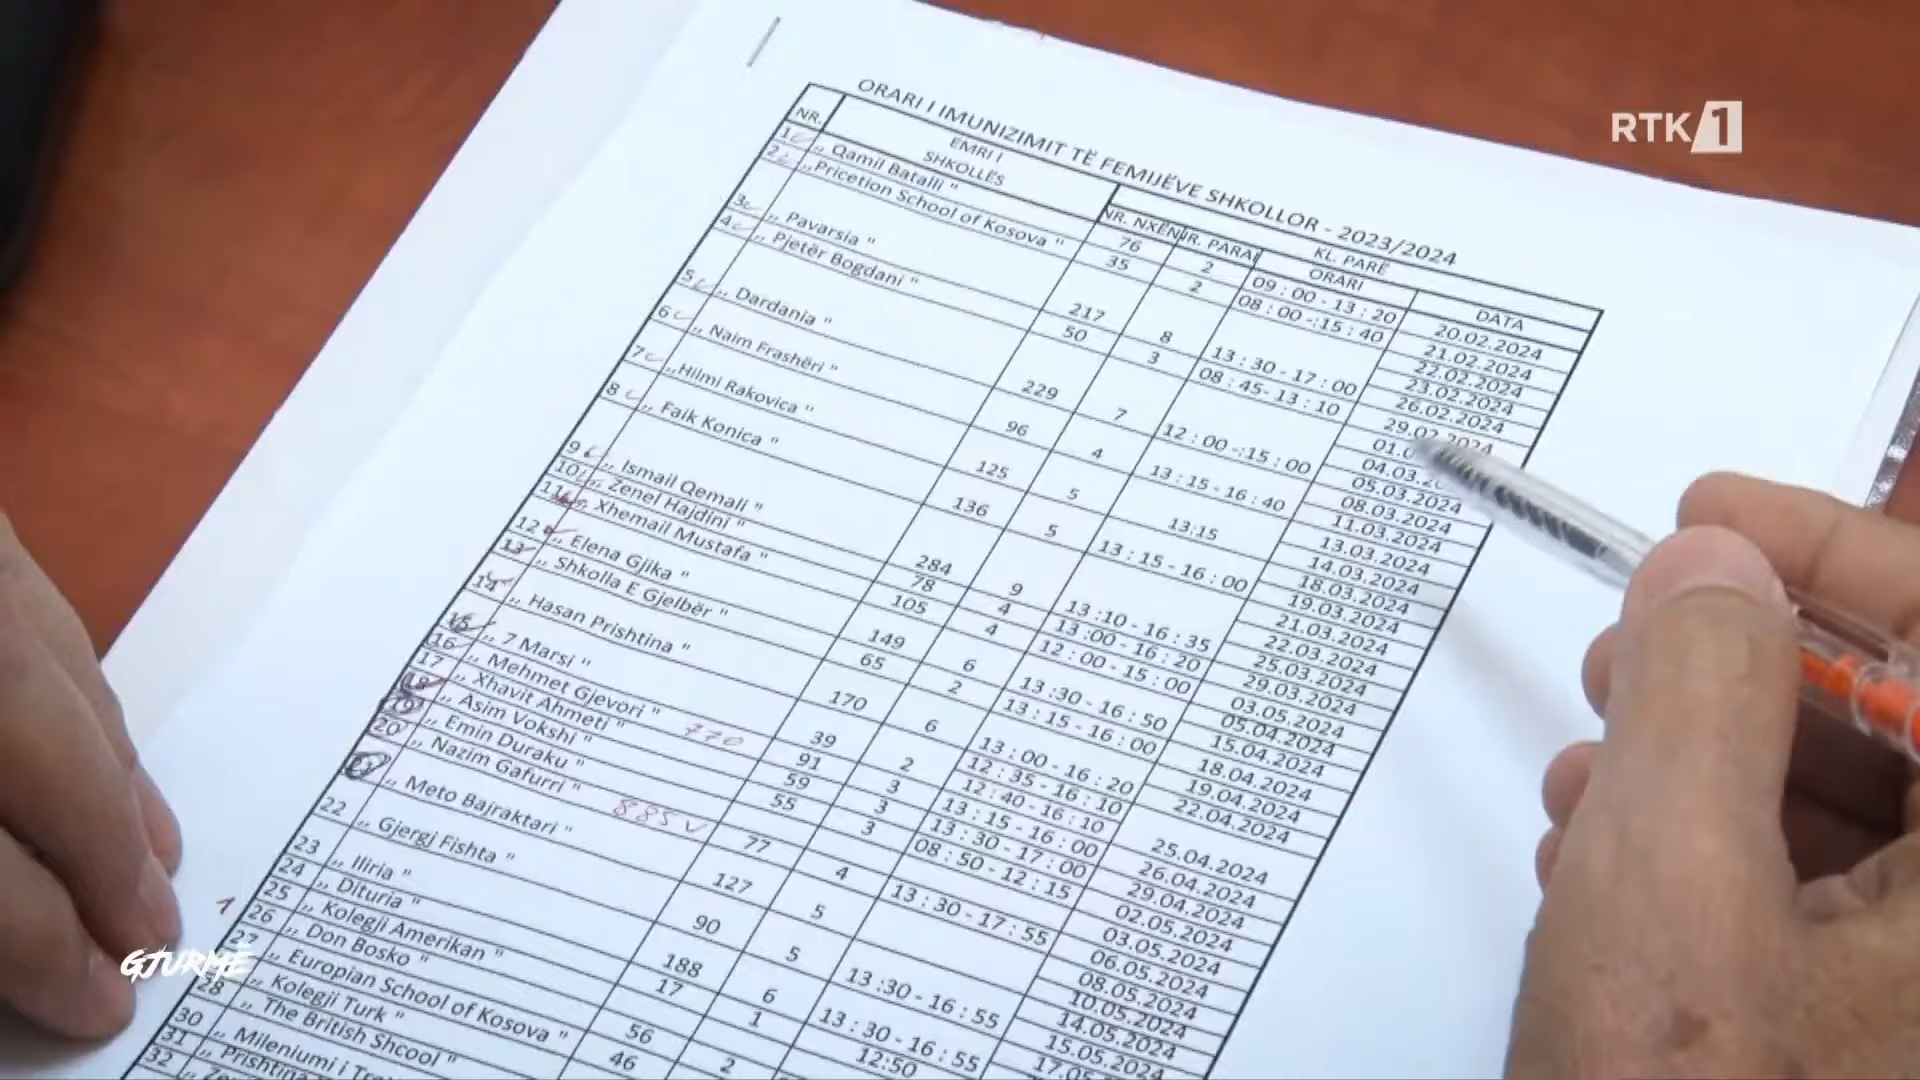 ORARI I IMUNIZIMIT TË FEMIJËVE SHKOLLOR - 2023/2024
NR. EMRI I SHKOLLËS NR. NXËN NR. PARAL KL. PARË ORARI DATA
1 ,, Qamil Batalli " 76 2 09 : 00 - 13 : 20 20.02.2024
2 ,,Pricetion School of Kosova " 35 2 08 : 00 -:15 : 40 21.02.2024
22.02.2024
3 ,, Pavarsia " 217 8 13 : 30 - 17 : 00 23.02.2024
4 ,, Pjetër Bogdani " 50 3 08 : 45- 13 : 10 26.02.2024
29.02.2024
5 ,, Dardania " 229 7 12 : 00 -:15 : 00
04.03.2
6 ,, Naim Frashëri " 96 4 13 : 15 - 16 : 40 05.03.2024
08.03.2024
7 ,,Hilmi Rakovica " 125 5 13:15 11.03.2024
13.03.2024
8 ,, Faik Konica " 136 5 13 : 15 - 16 : 00 14.03.2024
18.03.2024
19.03.2024
9 ,, Ismail Qemali " 284 9 13 :10 - 16 : 35 21.03.2024
10 ,, Zenel Hajdini " 78 4 13 :00 - 16 : 20 22.03.2024
11 ,, Xhemail Mustafa " 105 4 12 : 00 - 15 : 00 25.03.2024
29.03.2024
12 ,, Elena Gjika " 149 6 13 :30 - 16 : 50 03.05.2024
13 ,, Shkolla E Gjelbër " 65 2 13 : 15 - 16 : 00 05.04.2024
15.04.2024
14 ,, Hasan Prishtina " 170 6 13 : 00 - 16 : 20 18.04.2024
15 ,, 7 Marsi " 39 2 12 : 35 - 16 : 10 19.04.2024
16 ,, Mehmet Gjevori " 770 91 3 12 : 40 - 16 : 10 22.04.2024
17 ,, Xhavit Ahmeti " 59 3 13 : 15 - 16 : 00
18 ,, Asim Vokshi " 55 3 13 : 30 - 17 : 00 25.04.2024
19 ,, Emin Duraku " 08 : 50 - 12 : 15 26.04.2024
20 ,, Nazim Gafurri " 885 77 4 13 : 30 - 17 : 55 29.04.2024
02.05.2024
,, Meto Bajraktari " 127 5 03.05.2024
06.05.2024
22 ,, Gjergj Fishta " 90 5 13 :30 - 16 : 55 08.05.2024
10.05.2024
23 ,, Iliria " 188 6 13 : 30 - 16 : 55 14.05.2024
24 ,, Dituria " 17 1 12:50 15.05.2024
25 ,, Kolegji Amerikan " 17.05
26 ,, Don Bosko " 56 2
27 ,, Europian School of Kosova " 46
28 ,, Kolegji Turk "
,, The British Shcool "
30 ,, Mileniumi i
31 ,, Prishtina
32
1
RTK 1
GJURMË